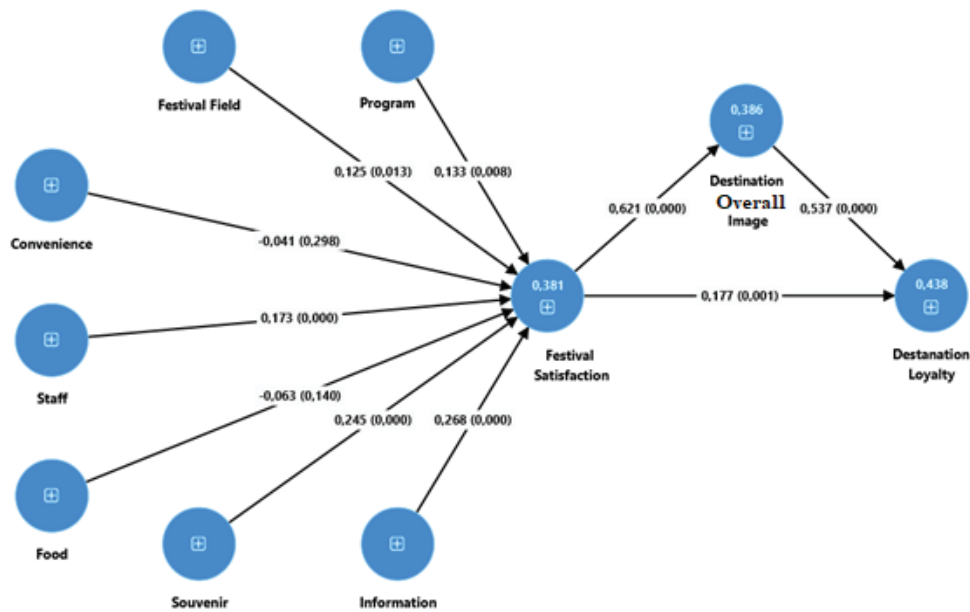 Festival Field
Program
0,386
0,125 (0,013)
0,133 (0,008)
Destination
Overall
Image
0,621 (0,000)
0,537 (0,000)
Convenience
-0,041 (0,298)
0,381
0,438
0,173 (0,000)
0,177 (0,001)
Festival
Satisfaction
Destanation
Loyalty
Staff
-0,063 (0,140)
0,245 (0,000)
0,268 (0,000)
Food
Souvenir
Information